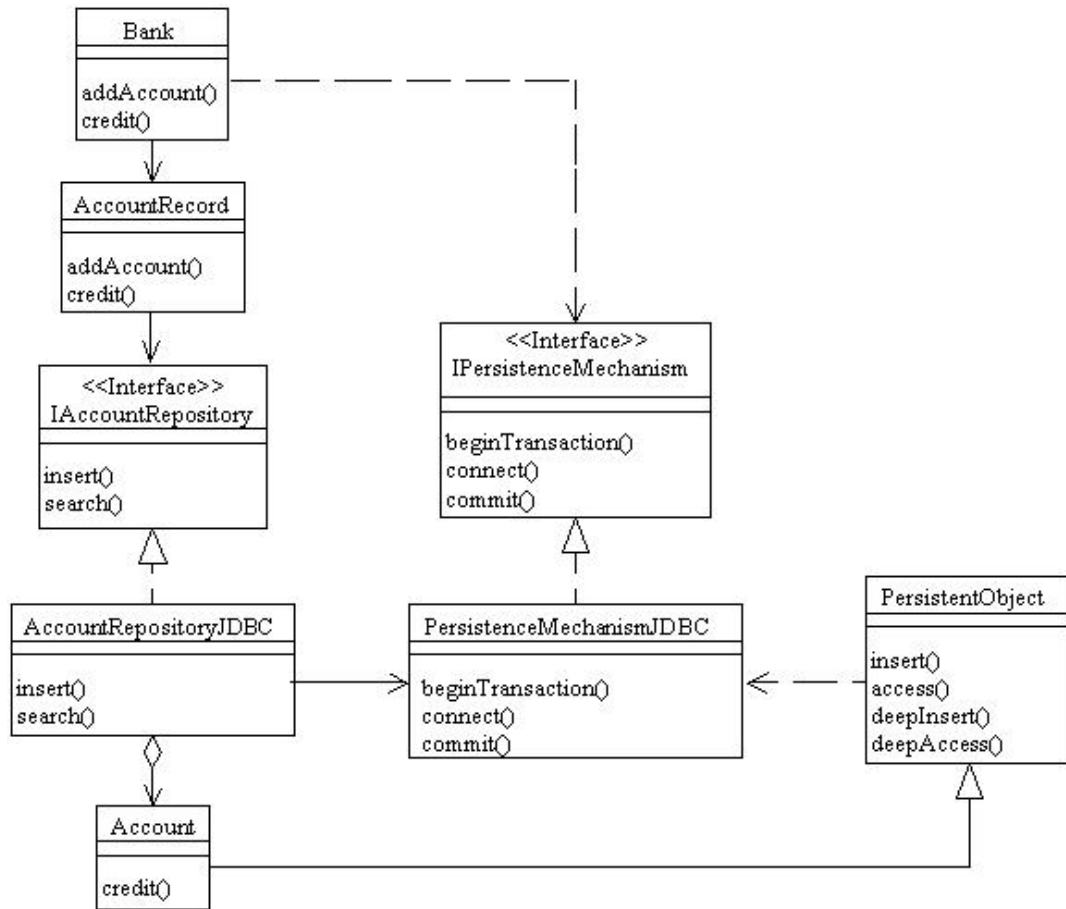 Bank
addAccount()
credit()
AccountRecord
addAccount()
credit()
<<Interface>>
IAccountRepository
insert()
search()
<<Interface>>
IPersistenceMechanism
beginTransaction()
connect()
commit()
AccountRepositoryJDBC
insert()
search()
PersistenceMechanismJDBC
beginTransaction()
connect()
commit()
PersistentObject
insert()
access()
deepInsert()
deepAccess()
Account
credit()